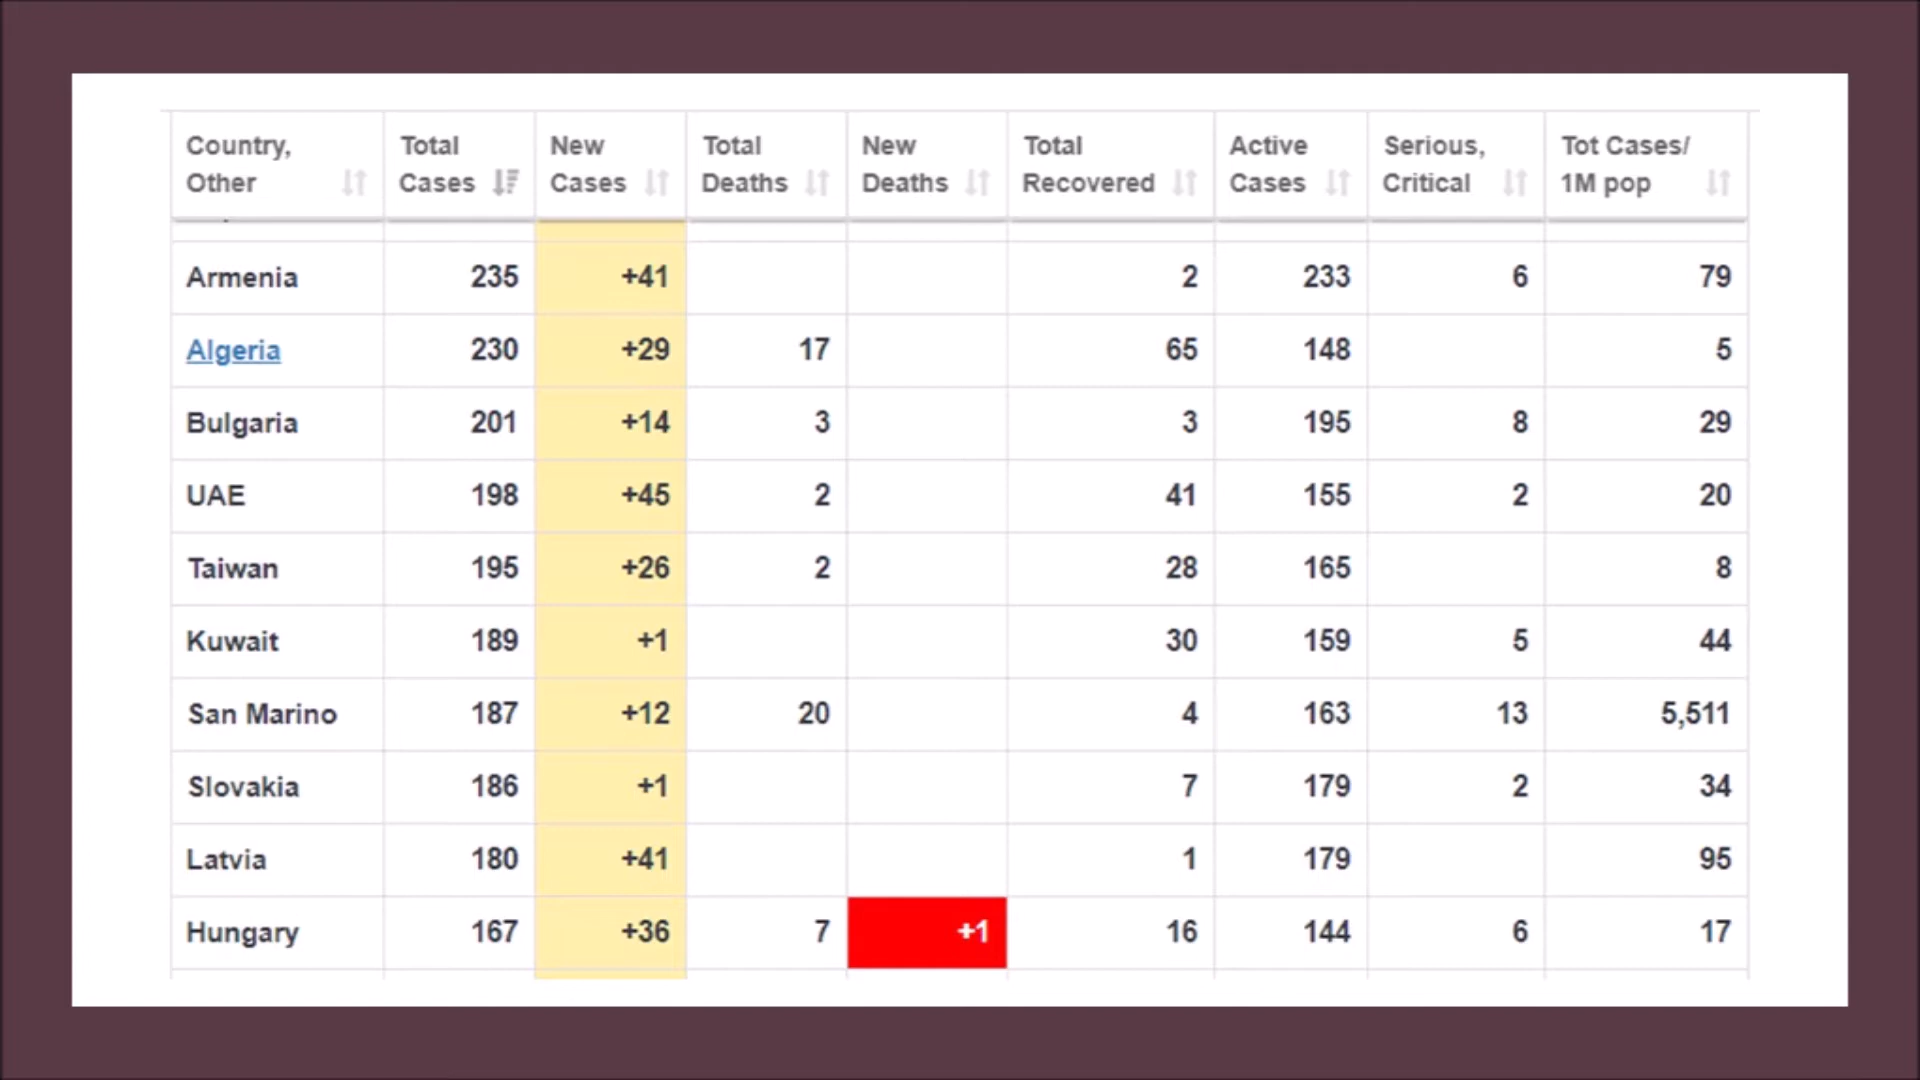 Country, Other Total Cases New Cases Total Deaths New Deaths Total Recovered Active Cases Serious, Critical Tot Cases/ 1M pop
Armenia 235 +41 2 233 6 79
Algeria 230 +29 17 65 148 5
Bulgaria 201 +14 3 3 195 8 29
UAE 198 +45 2 41 155 2 20
Taiwan 195 +26 2 28 165 8
Kuwait 189 +1 30 159 5 44
San Marino 187 +12 20 4 163 13 5,511
Slovakia 186 +1 7 179 2 34
Latvia 180 +41 1 179 95
Hungary 167 +36 7 +1 16 144 6 17